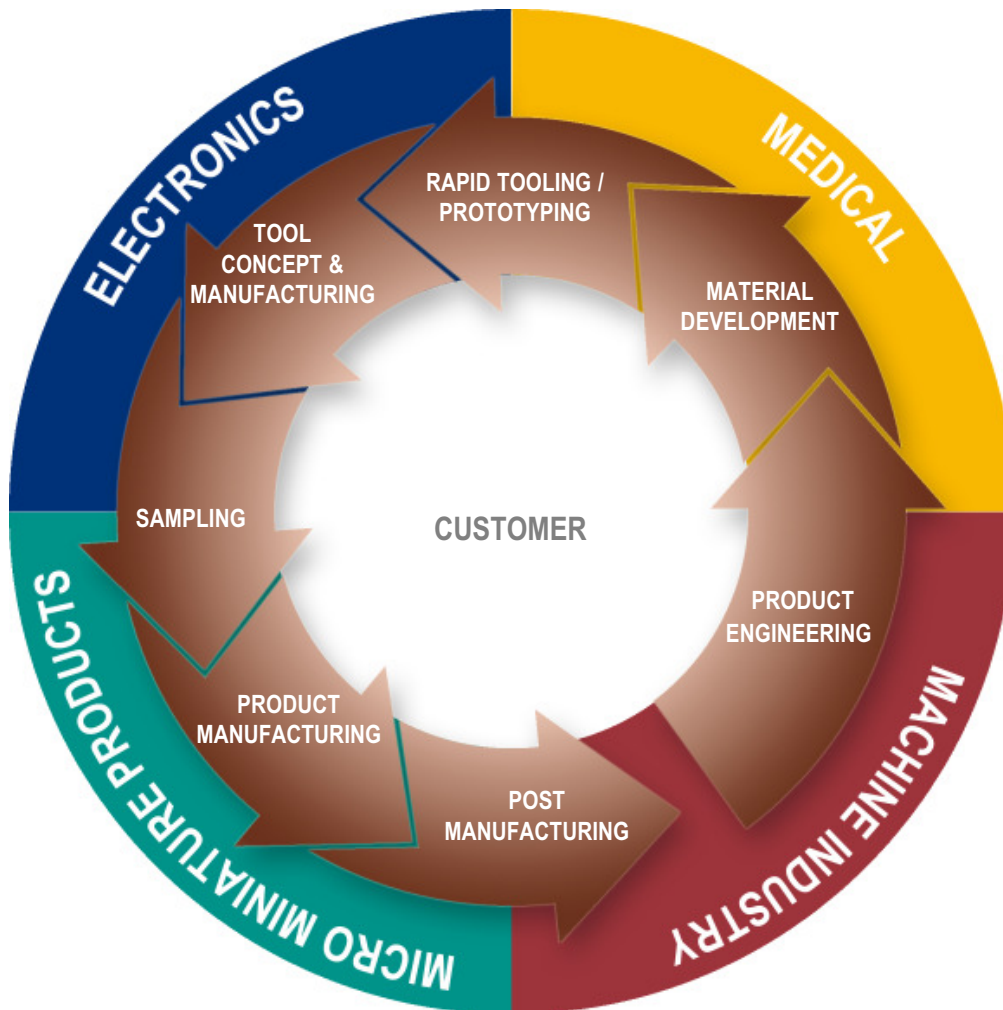 ELECTRONICS
MEDICAL
RAPID TOOLING /
PROTOTYPING
TOOL
CONCEPT &
MANUFACTURING
MATERIAL
DEVELOPMENT
SAMPLING
CUSTOMER
PRODUCT
ENGINEERING
PRODUCT
MANUFACTURING
POST
MANUFACTURING
MICRO MINIATURE PRODUCTS
MACHINE INDUSTRY